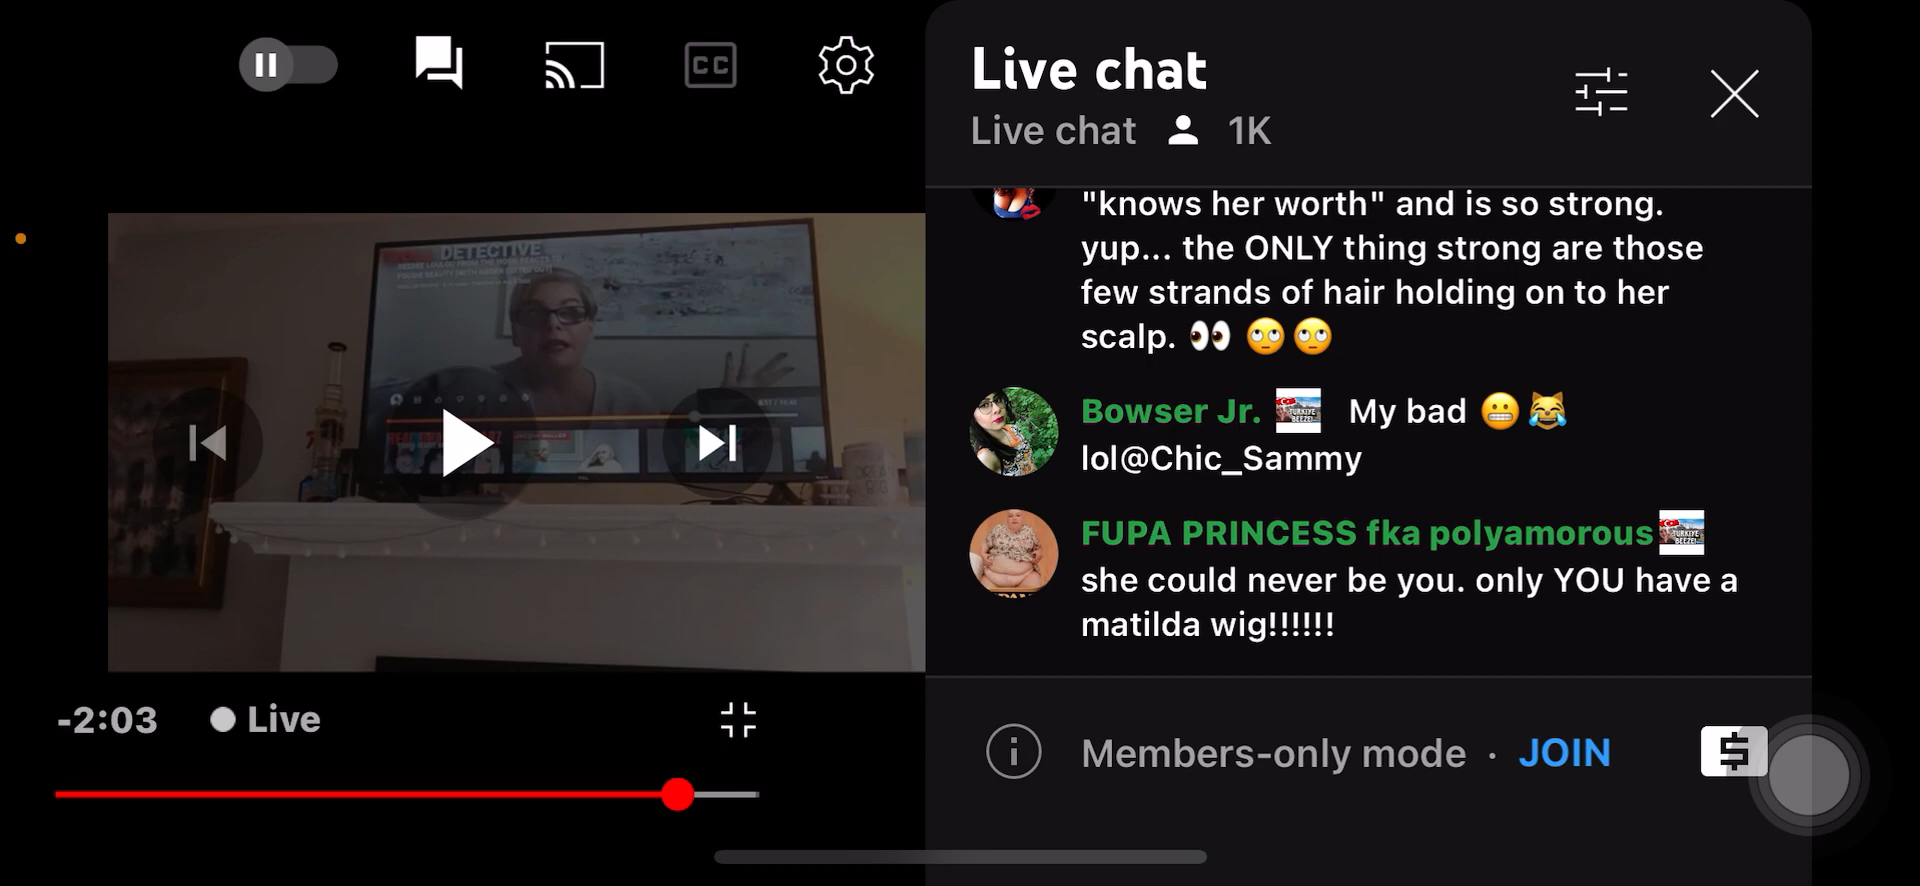 CC
Live chat
Live chat 1K
"knows her worth" and is so strong.
yup... the ONLY thing strong are those
few strands of hair holding on to her
scalp. 👀 🙄🙄
Bowser Jr. My bad 😬😹
lol@Chic_Sammy
FUPA PRINCESS fka polyamorous
she could never be you. only YOU have a
matilda wig!!!!!!
Members-only mode · JOIN
DETECTIVE
-2:03 Live